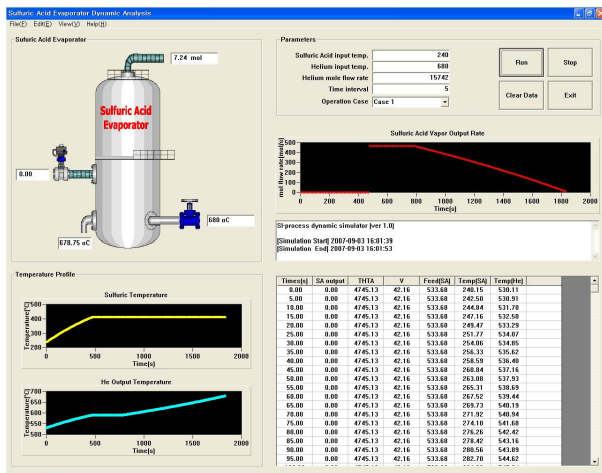 Sulfuric Acid Evaporator Dynamic Analysis
File(F) Edit(E) View(V) Help(H)
Sufuric Acid Evaporator
7.24 mol
Sulfuric Acid
Evaporator
0.00
680 oC
678.75 oC
Parameters
Sulfuric Acid input temp. 240
Helium input temp. 680
Helium mole flow rate 15742
Time interval 5
Operation Case Case 1
Run Stop
Clear Data Exit
Sulfuric Acid Vapor Output Rate
mol flow rate[mol/s]
500
400
300
200
100
0
0 200 400 600 800 1000 1200 1400 1600 1800 2000
Time[s]
SI-process dynamic simulator (ver 1.0)
[Simulation Start] 2007-09-03 16:01:39
[Simulation End] 2007-09-03 16:01:53
Temperature Profile
Sulfuric Temperature
Temperature[℃]
500
400
300
200
0 500 1000 1500 2000
Time[s]
He Output Temperature
Temperature[℃]
700
650
600
550
500
0 500 1000 1500 2000
Time[s]
Times[s] SA output THTA V Feed[SA] Temp[SA] Temp[He]
0.00 0.00 4745.13 42.16 533.68 240.15 530.11
5.00 0.00 4745.13 42.16 533.68 242.50 530.91
10.00 0.00 4745.13 42.16 533.68 244.84 531.70
15.00 0.00 4745.13 42.16 533.68 247.16 532.50
20.00 0.00 4745.13 42.16 533.68 249.47 533.29
25.00 0.00 4745.13 42.16 533.68 251.77 534.07
30.00 0.00 4745.13 42.16 533.68 254.06 534.85
35.00 0.00 4745.13 42.16 533.68 256.33 535.62
40.00 0.00 4745.13 42.16 533.68 258.59 536.40
45.00 0.00 4745.13 42.16 533.68 260.84 537.16
50.00 0.00 4745.13 42.16 533.68 263.08 537.93
55.00 0.00 4745.13 42.16 533.68 265.31 538.69
60.00 0.00 4745.13 42.16 533.68 267.52 539.44
65.00 0.00 4745.13 42.16 533.68 269.73 540.19
70.00 0.00 4745.13 42.16 533.68 271.92 540.94
75.00 0.00 4745.13 42.16 533.68 274.10 541.68
80.00 0.00 4745.13 42.16 533.68 276.26 542.42
85.00 0.00 4745.13 42.16 533.68 278.42 543.16
90.00 0.00 4745.13 42.16 533.68 280.56 543.89
95.00 0.00 4745.13 42.16 533.68 282.70 544.62